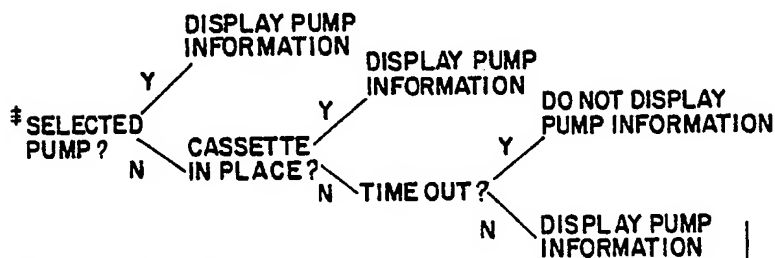 DISPLAY PUMP
INFORMATION
Y
DISPLAY PUMP
INFORMATION
Y
DO NOT DISPLAY
PUMP INFORMATION
Y
‡ SELECTED
PUMP ?
N
CASSETTE
IN PLACE ?
N
TIME OUT ?
N
DISPLAY PUMP
INFORMATION